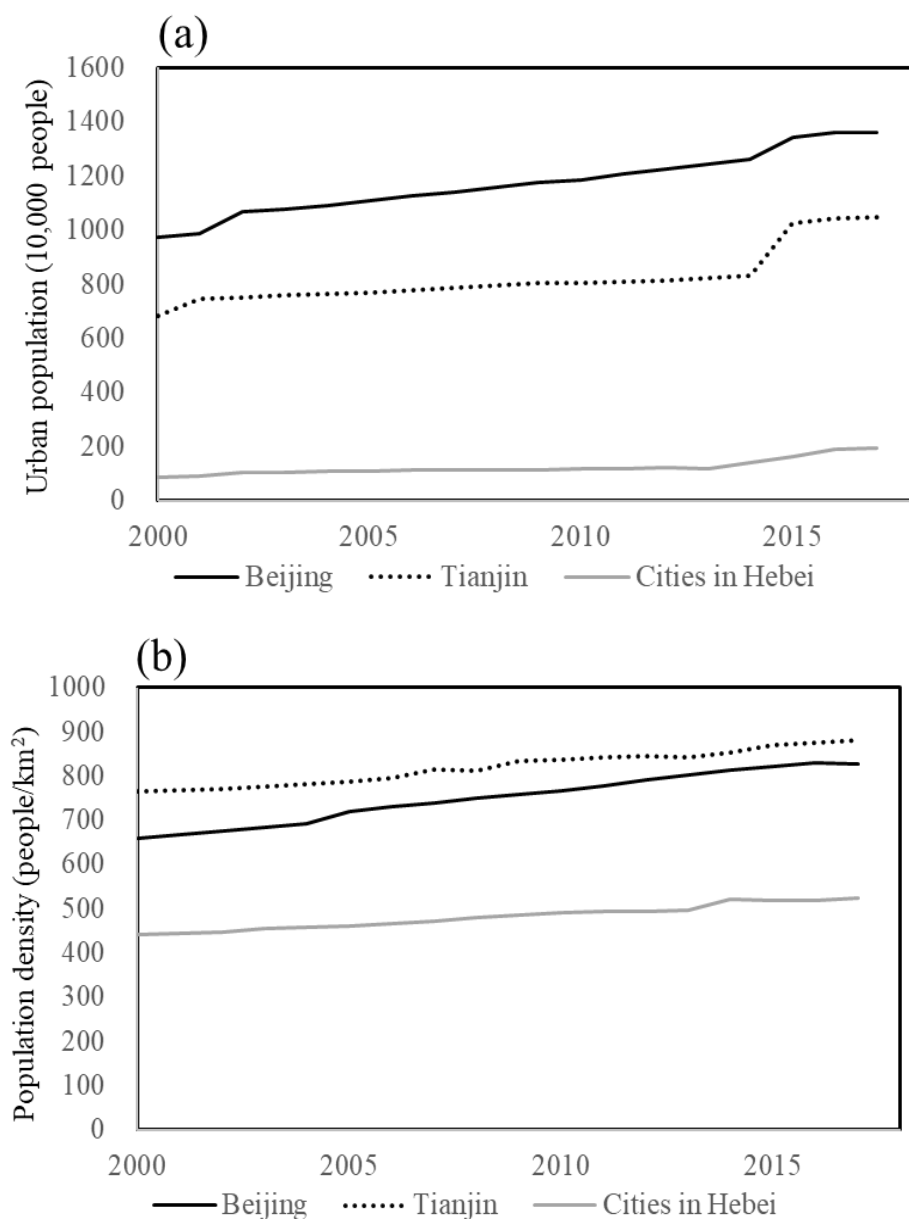 (a)
Urban population (10,000 people)
1600
1400
1200
1000
800
600
400
200
0
2000 2005 2010 2015
Beijing Tianjin Cities in Hebei
(b)
Population density (people/km²)
1000
900
800
700
600
500
400
300
200
100
0
2000 2005 2010 2015
Beijing Tianjin Cities in Hebei